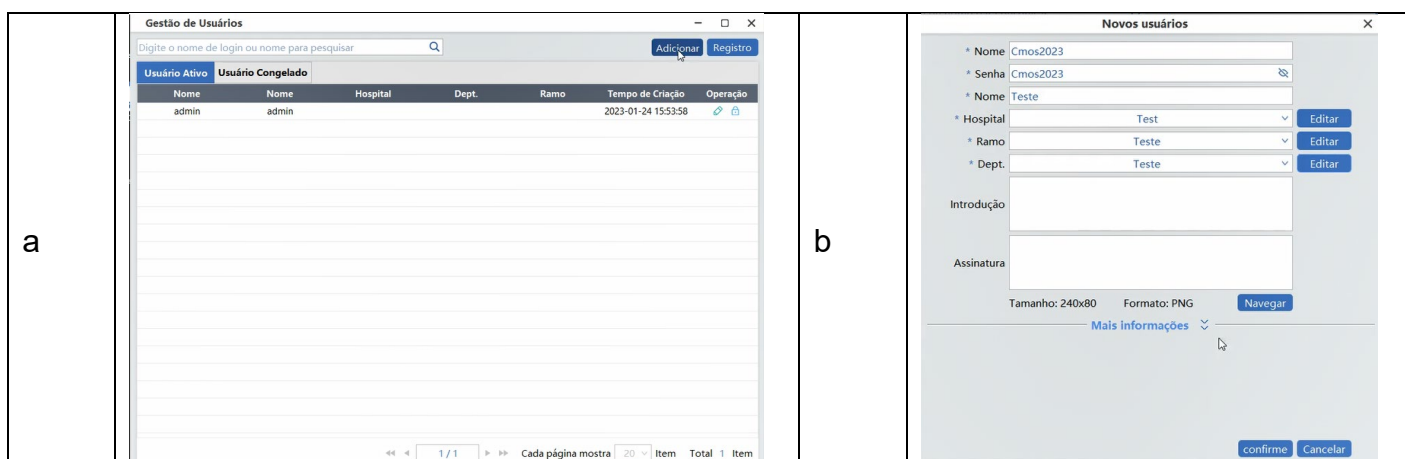 a
Gestão de Usuários
Digite o nome de login ou nome para pesquisar
Adicionar Registro
Usuário Ativo Usuário Congelado
Nome Nome Hospital Dept. Ramo Tempo de Criação Operação
admin admin 2023-01-24 15:53:58
1 / 1 Cada página mostra 20 Item Total 1 Item
b
Novos usuários
* Nome Cmos2023
* Senha Cmos2023
* Nome Teste
* Hospital Test Editar
* Ramo Teste Editar
* Dept. Teste Editar
Introdução
Assinatura
Tamanho: 240x80 Formato: PNG Navegar
Mais informações
confirme Cancelar